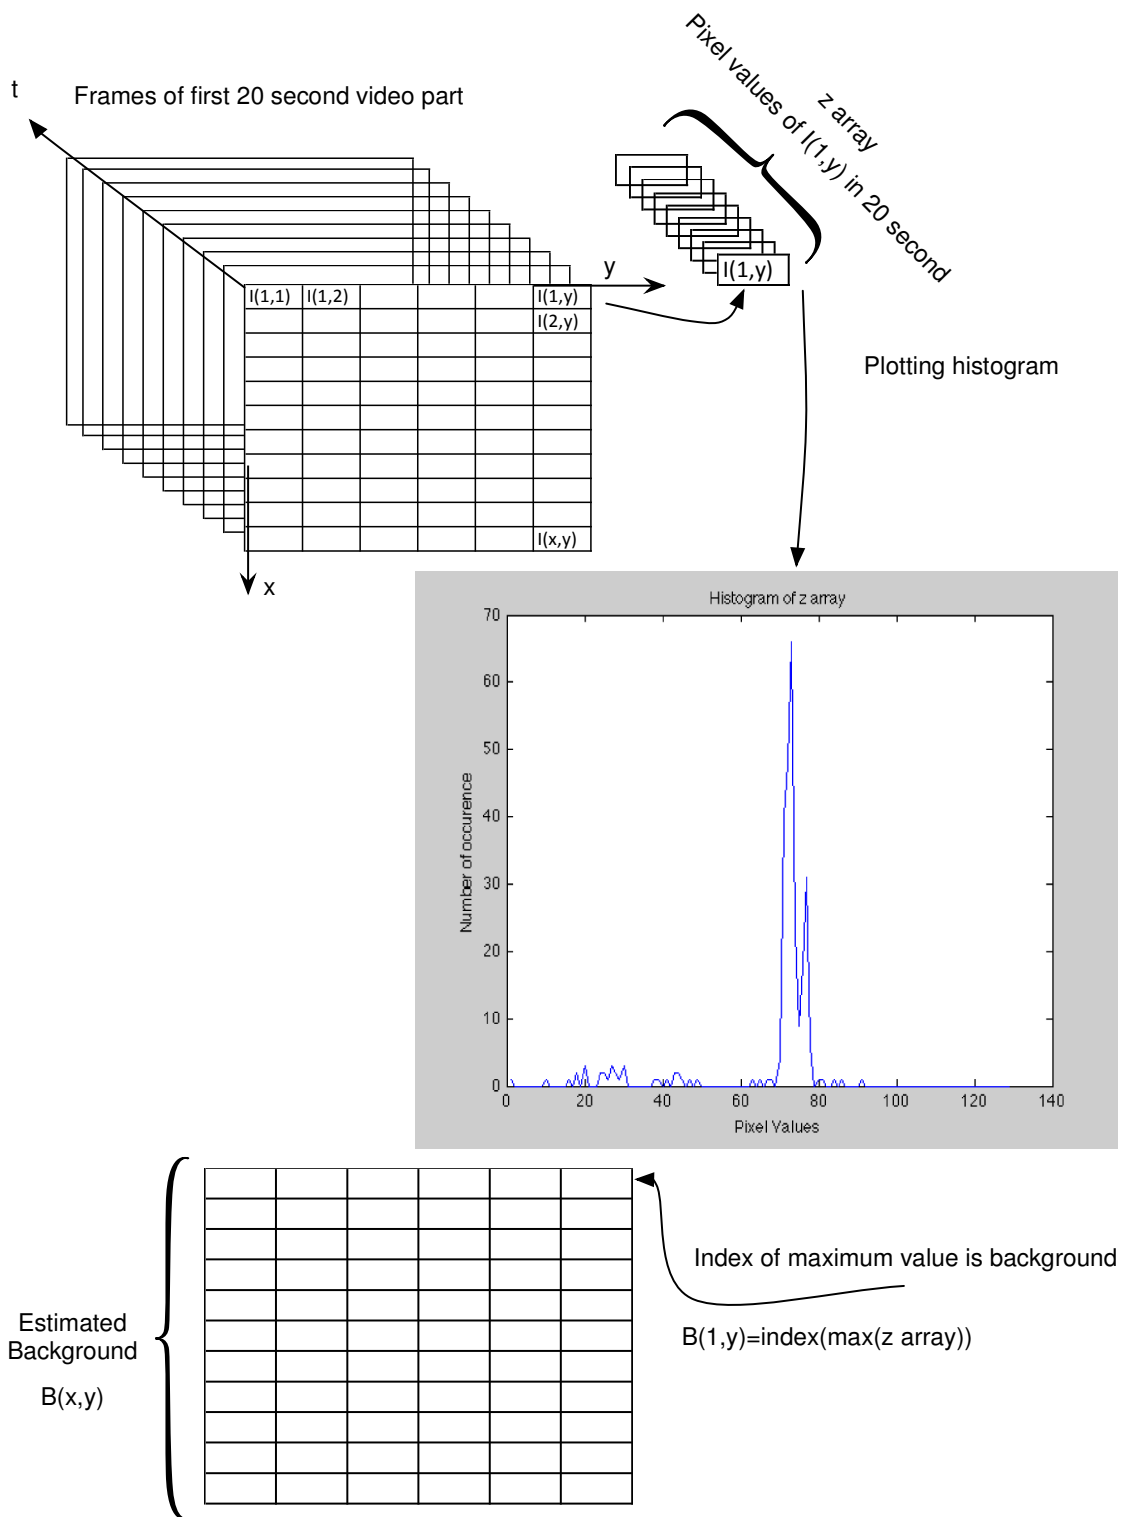 t
Frames of first 20 second video part
Pixel values of I(1,y) in 20 second
z array
y
I(1,y)
I(1,1) I(1,2) I(1,y)
I(2,y)
I(x,y)
x
Plotting histogram
Histogram of z array
Number of occurence
70
60
50
40
30
20
10
0
0 20 40 60 80 100 120 140
Pixel Values
Index of maximum value is background
B(1,y)=index(max(z array))
Estimated
Background
B(x,y)